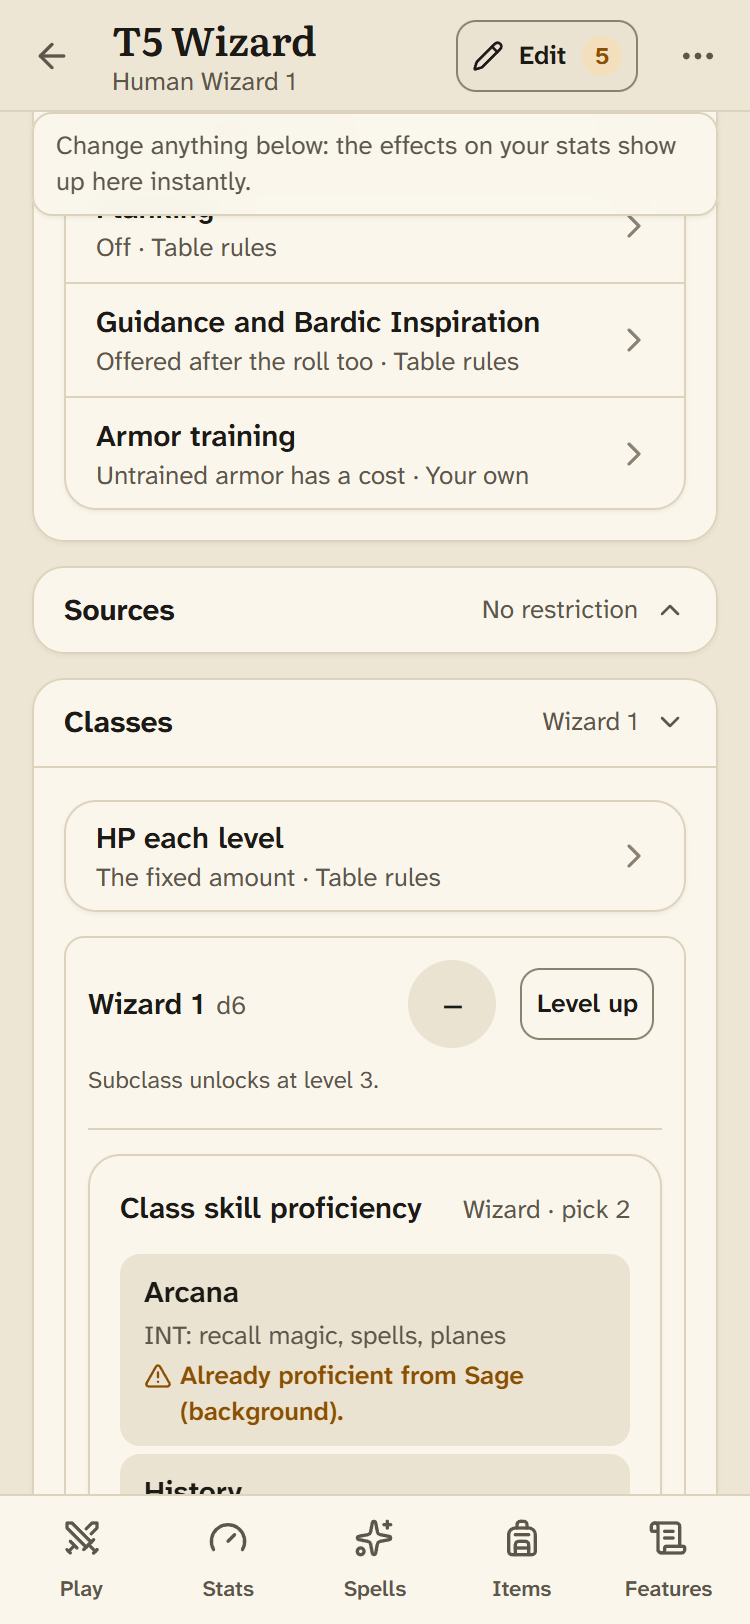 T5 Wizard
Human Wizard 1
Edit 5
Change anything below: the effects on your stats show
up here instantly.
Flanking
Off · Table rules
Guidance and Bardic Inspiration
Offered after the roll too · Table rules
Armor training
Untrained armor has a cost · Your own
Sources No restriction
Classes Wizard 1
HP each level
The fixed amount · Table rules
Wizard 1 d6 – Level up
Subclass unlocks at level 3.
Class skill proficiency Wizard · pick 2
Arcana
INT: recall magic, spells, planes
Already proficient from Sage
(background).
History
Play Stats Spells Items Features